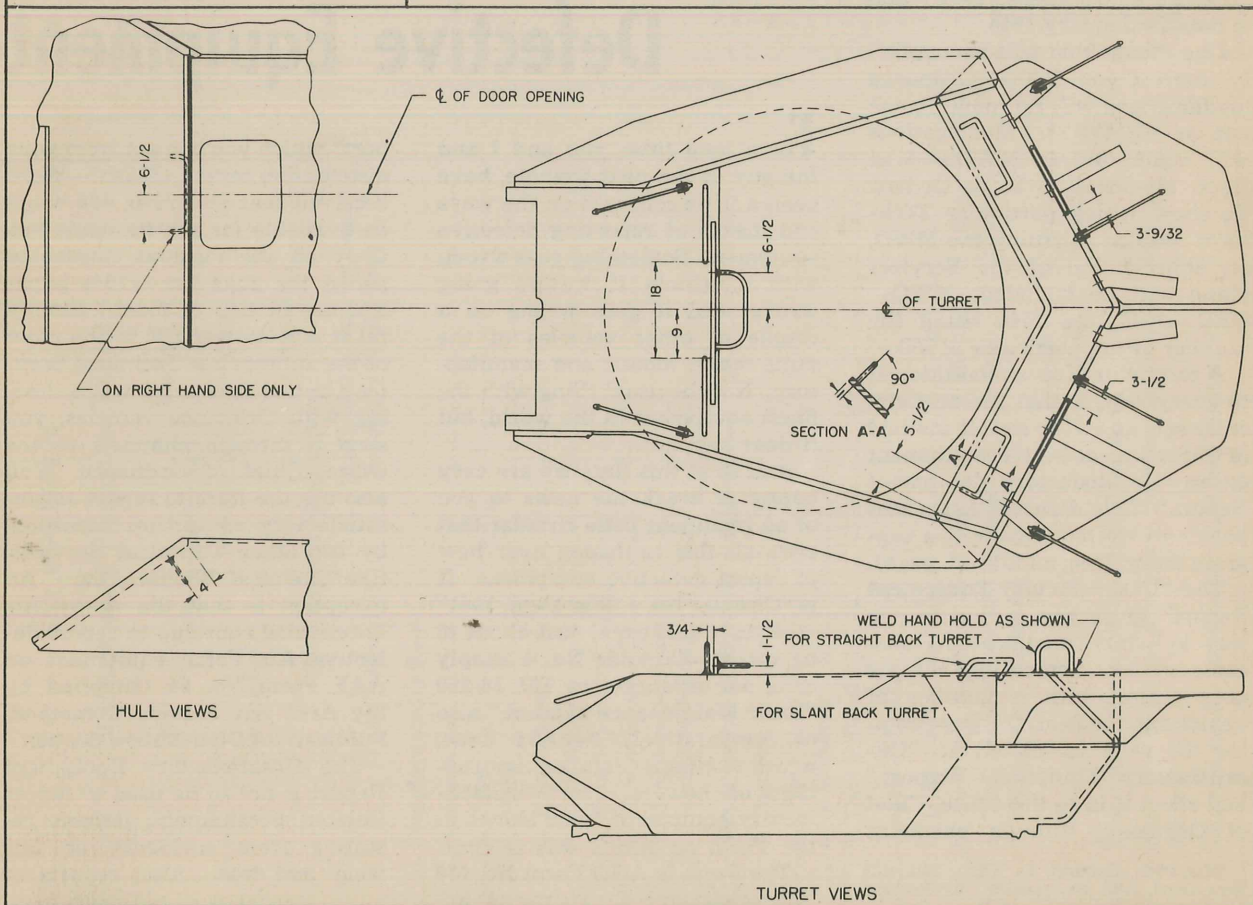 ℄ OF DOOR OPENING
6-1/2
ON RIGHT HAND SIDE ONLY
4
HULL VIEWS
18
9
6-1/2
3-9/32
℄ OF TURRET
90°
3-1/2
SECTION A-A
5-1/2
A
A
3/4
1-1/2
WELD HAND HOLD AS SHOWN
FOR STRAIGHT BACK TURRET
FOR SLANT BACK TURRET
TURRET VIEWS